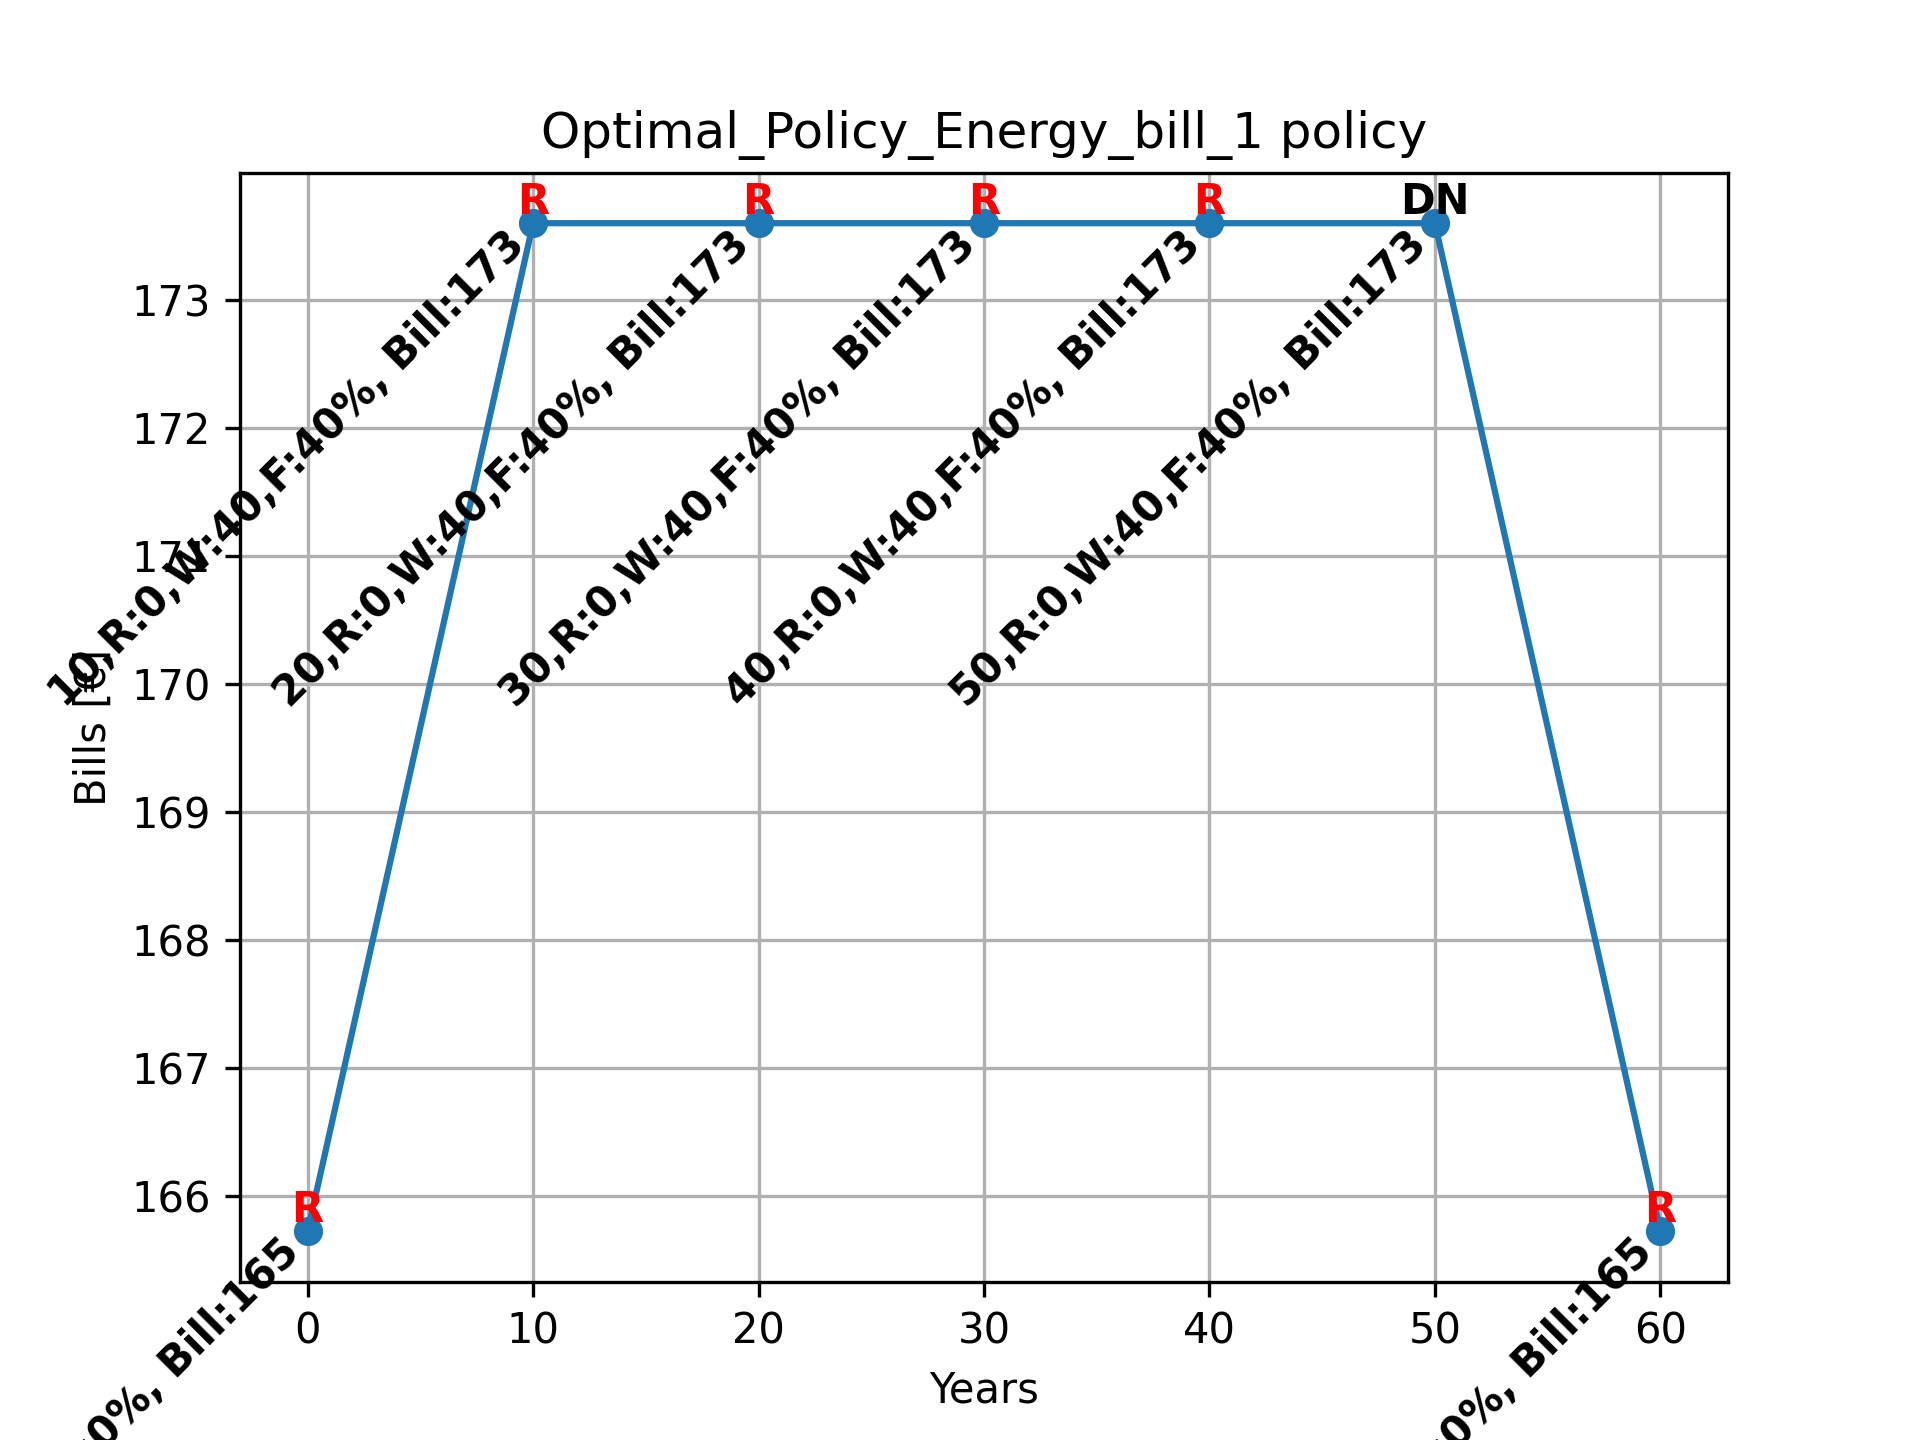 Optimal_Policy_Energy_bill_1 policy
R R R R DN
173
172
171
170
169
168
167
166
Bills [€]
10,R:0,W:40,F:40%, Bill:173
20,R:0,W:40,F:40%, Bill:173
30,R:0,W:40,F:40%, Bill:173
40,R:0,W:40,F:40%, Bill:173
50,R:0,W:40,F:40%, Bill:173
R R
0%, Bill:165
0%, Bill:165
0 10 20 30 40 50 60
Years